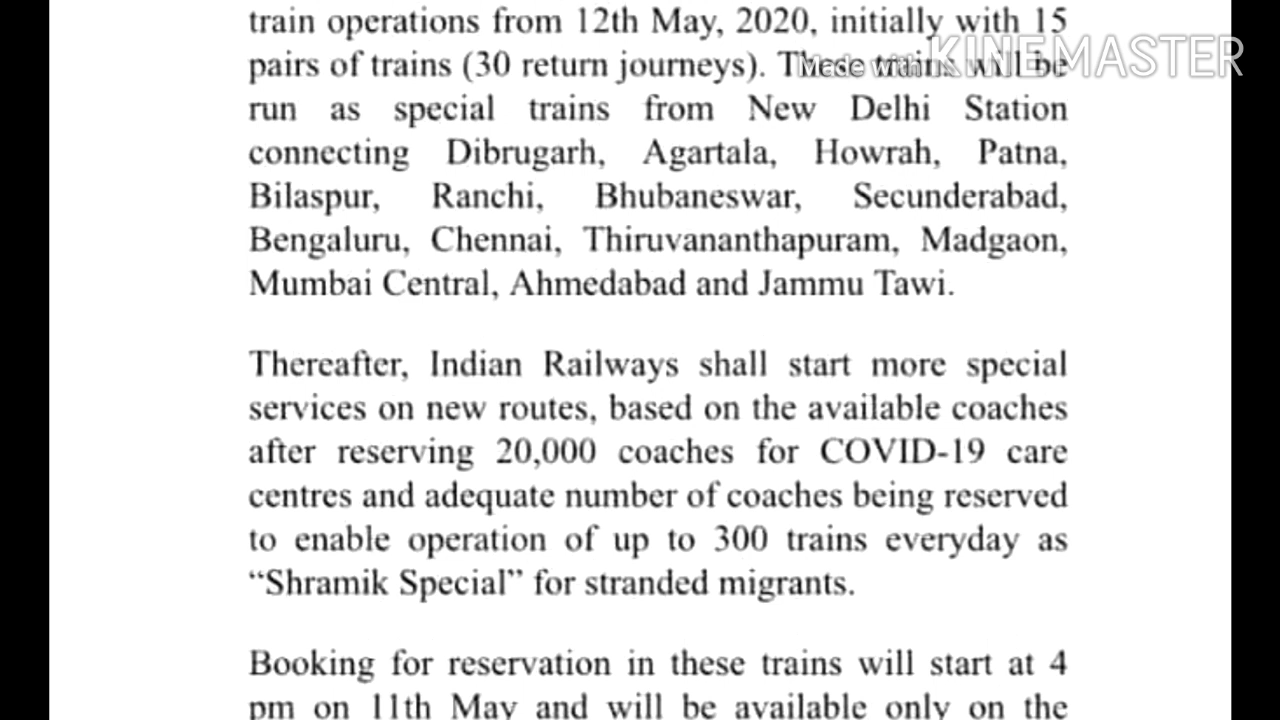 train operations from 12th May, 2020, initially with 15
pairs of trains (30 return journeys). These trains will be
Made with KINEMASTER
run as special trains from New Delhi Station
connecting Dibrugarh, Agartala, Howrah, Patna,
Bilaspur, Ranchi, Bhubaneswar, Secunderabad,
Bengaluru, Chennai, Thiruvananthapuram, Madgaon,
Mumbai Central, Ahmedabad and Jammu Tawi.
Thereafter, Indian Railways shall start more special
services on new routes, based on the available coaches
after reserving 20,000 coaches for COVID-19 care
centres and adequate number of coaches being reserved
to enable operation of up to 300 trains everyday as
“Shramik Special” for stranded migrants.
Booking for reservation in these trains will start at 4
pm on 11th May and will be available only on the